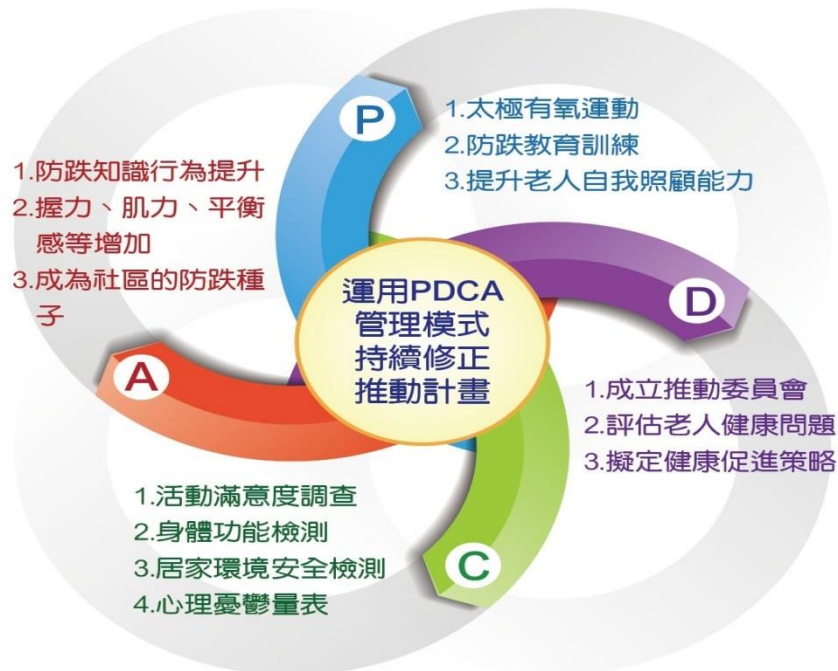 P
1.太極有氧運動
2.防跌教育訓練
3.提升老人自我照顧能力
D
1.成立推動委員會
2.評估老人健康問題
3.擬定健康促進策略
C
1.活動滿意度調查
2.身體功能檢測
3.居家環境安全檢測
4.心理憂鬱量表
A
1.防跌知識行為提升
2.握力、肌力、平衡
感等增加
3.成為社區的防跌種
子
運用PDCA
管理模式
持續修正
推動計畫